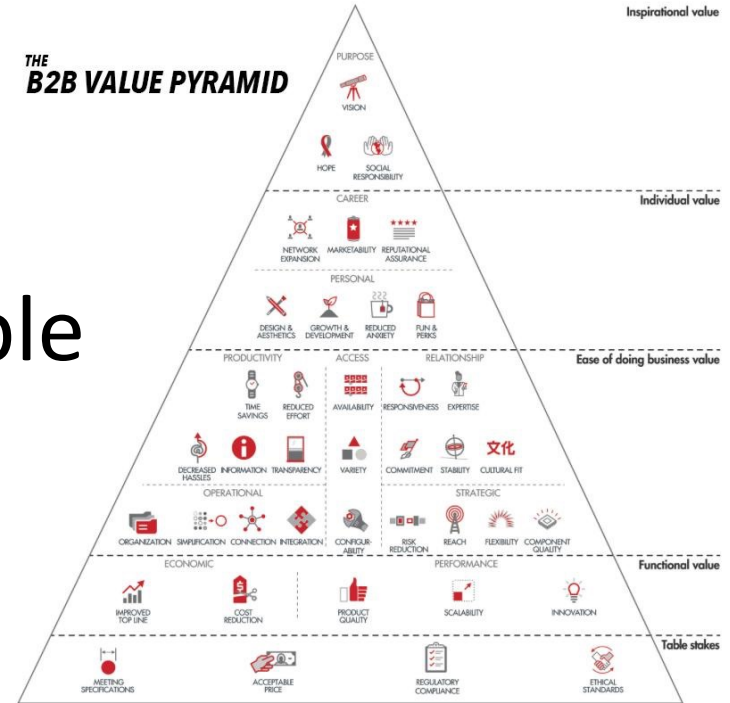 Inspirational value
THE
B2B VALUE PYRAMID
PURPOSE
VISION
HOPE
SOCIAL
RESPONSIBILITY
Individual value
CAREER
NETWORK
EXPANSION
MARKETABILITY
REPUTATIONAL
ASSURANCE
PERSONAL
DESIGN &
AESTHETICS
GROWTH &
DEVELOPMENT
REDUCED
ANXIETY
FUN &
PERKS
ple
Ease of doing business value
PRODUCTIVITY
TIME
SAVINGS
REDUCED
EFFORT
DECREASED
HASSLES
INFORMATION
TRANSPARENCY
OPERATIONAL
ORGANIZATION
SIMPLIFICATION
CONNECTION
INTEGRATION
ACCESS
AVAILABILITY
VARIETY
CONFIGUR-
ABILITY
RELATIONSHIP
RESPONSIVENESS
EXPERTISE
COMMITMENT
STABILITY
文化
CULTURAL FIT
STRATEGIC
RISK
REDUCTION
REACH
FLEXIBILITY
COMPONENT
QUALITY
Functional value
ECONOMIC
IMPROVED
TOP LINE
COST
REDUCTION
PERFORMANCE
PRODUCT
QUALITY
SCALABILITY
INNOVATION
Table stakes
MEETING
SPECIFICATIONS
ACCEPTABLE
PRICE
REGULATORY
COMPLIANCE
ETHICAL
STANDARDS